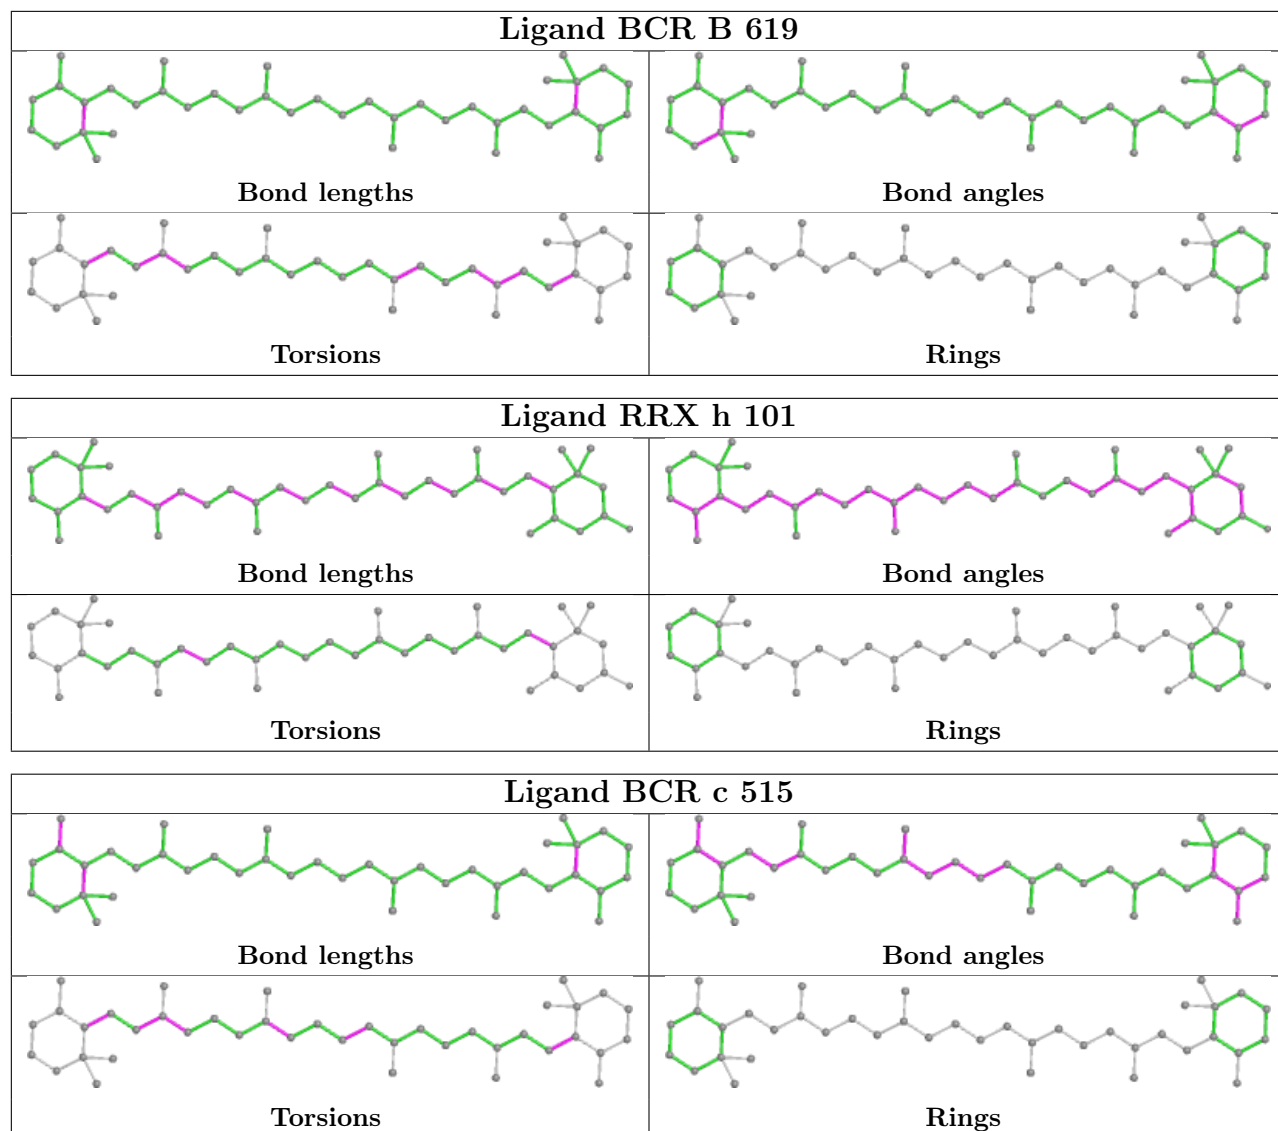 Ligand BCR B 619
Bond lengths
Bond angles
Torsions
Rings
Ligand RRX h 101
Bond lengths
Bond angles
Torsions
Rings
Ligand BCR c 515
Bond lengths
Bond angles
Torsions
Rings